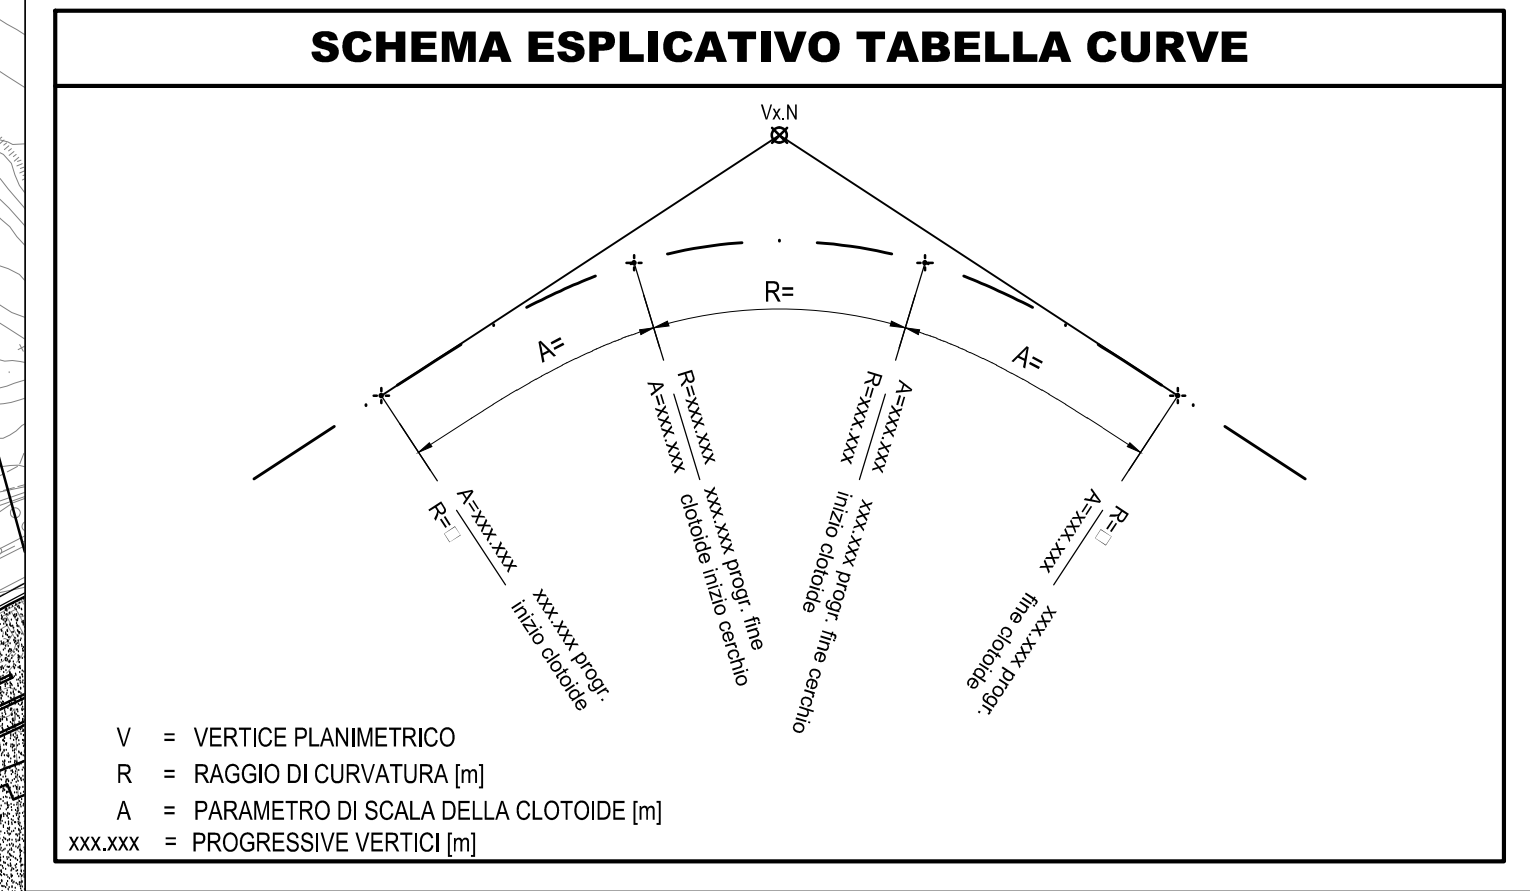 SCHEMA ESPLICATIVO TABELLA CURVE
Vx.N
R=
A=
A=
A=xxx.xxx
R=□
xxx.xxx progr.
inizio clotoide
R=xxx.xxx
A=xxx.xxx
xxx.xxx progr. fine
clotoide inizio cerchio
A=xxx.xxx
R=xxx.xxx
xxx.xxx progr. fine cerchio
inizio clotoide
R=□
A=xxx.xxx
xxx.xxx progr.
fine clotoide
V = VERTICE PLANIMETRICO
R = RAGGIO DI CURVATURA [m]
A = PARAMETRO DI SCALA DELLA CLOTOIDE [m]
xxx.xxx = PROGRESSIVE VERTICI [m]